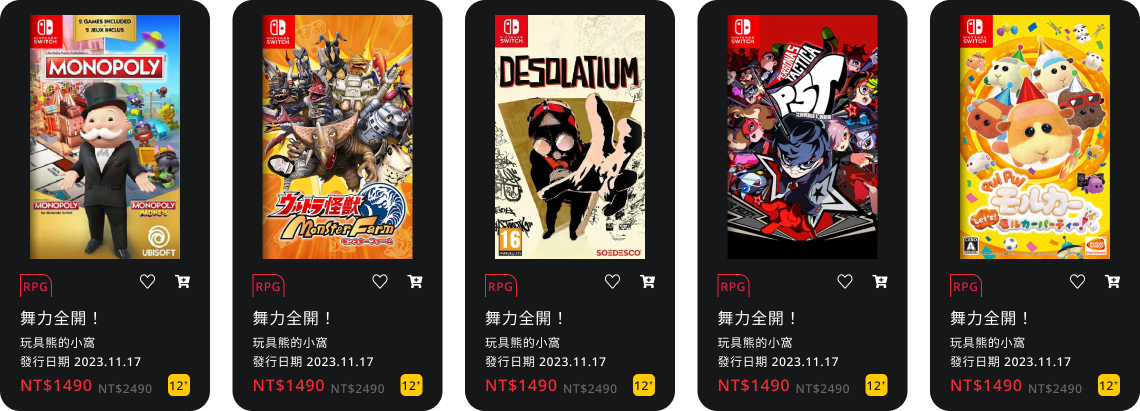 NINTENDO SWITCH
2 GAMES INCLUDED
2 JEUX INCLUS
MONOPOLY
MONOPOLY
MONOPOLY
MADNESS
UBISOFT
RPG
舞力全開！
玩具熊的小窩
發行日期 2023.11.17
NT$1490 NT$2490 12+
NINTENDO SWITCH
ウルトラ怪獣
Monster Farm
モンスターファーム
RPG
舞力全開！
玩具熊的小窩
發行日期 2023.11.17
NT$1490 NT$2490 12+
NINTENDO SWITCH
DESOLATIUM
16
SOEDESCO
RPG
舞力全開！
玩具熊的小窩
發行日期 2023.11.17
NT$1490 NT$2490 12+
NINTENDO SWITCH
PERSONA5
TACTICA
P5T
RPG
舞力全開！
玩具熊的小窩
發行日期 2023.11.17
NT$1490 NT$2490 12+
NINTENDO SWITCH
Pui Pui
モルカー
Let's!
モルカーパーティー!
CERO
A
RPG
舞力全開！
玩具熊的小窩
發行日期 2023.11.17
NT$1490 NT$2490 12+